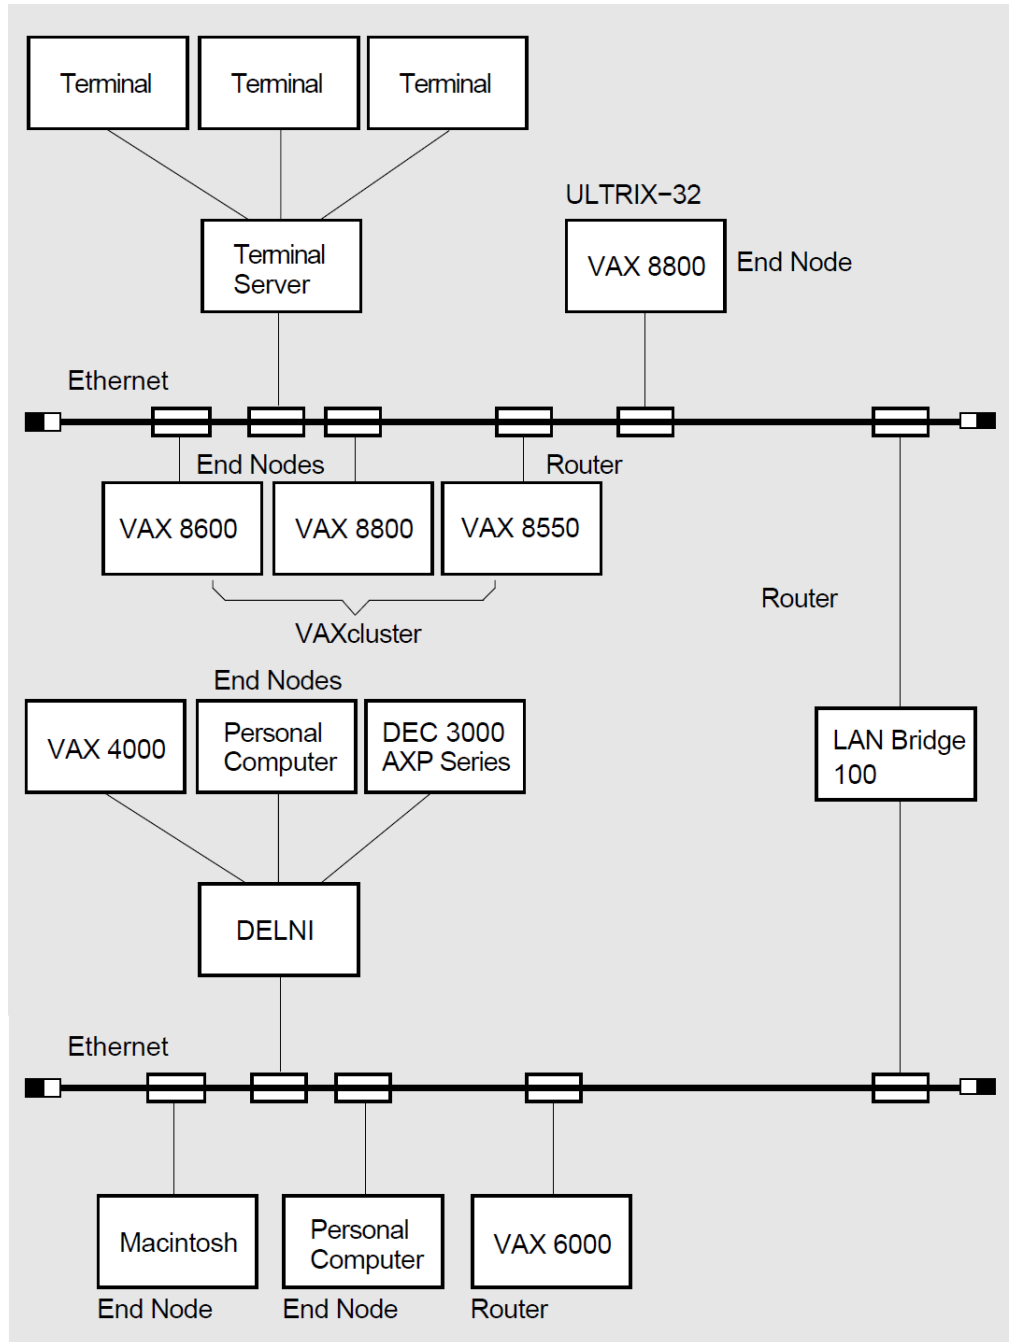 Terminal
Terminal
Terminal
ULTRIX–32
Terminal
Server
VAX 8800
End Node
Ethernet
End Nodes
Router
VAX 8600
VAX 8800
VAX 8550
Router
VAXcluster
End Nodes
VAX 4000
Personal
Computer
DEC 3000
AXP Series
LAN Bridge
100
DELNI
Ethernet
Macintosh
Personal
Computer
VAX 6000
End Node
End Node
Router